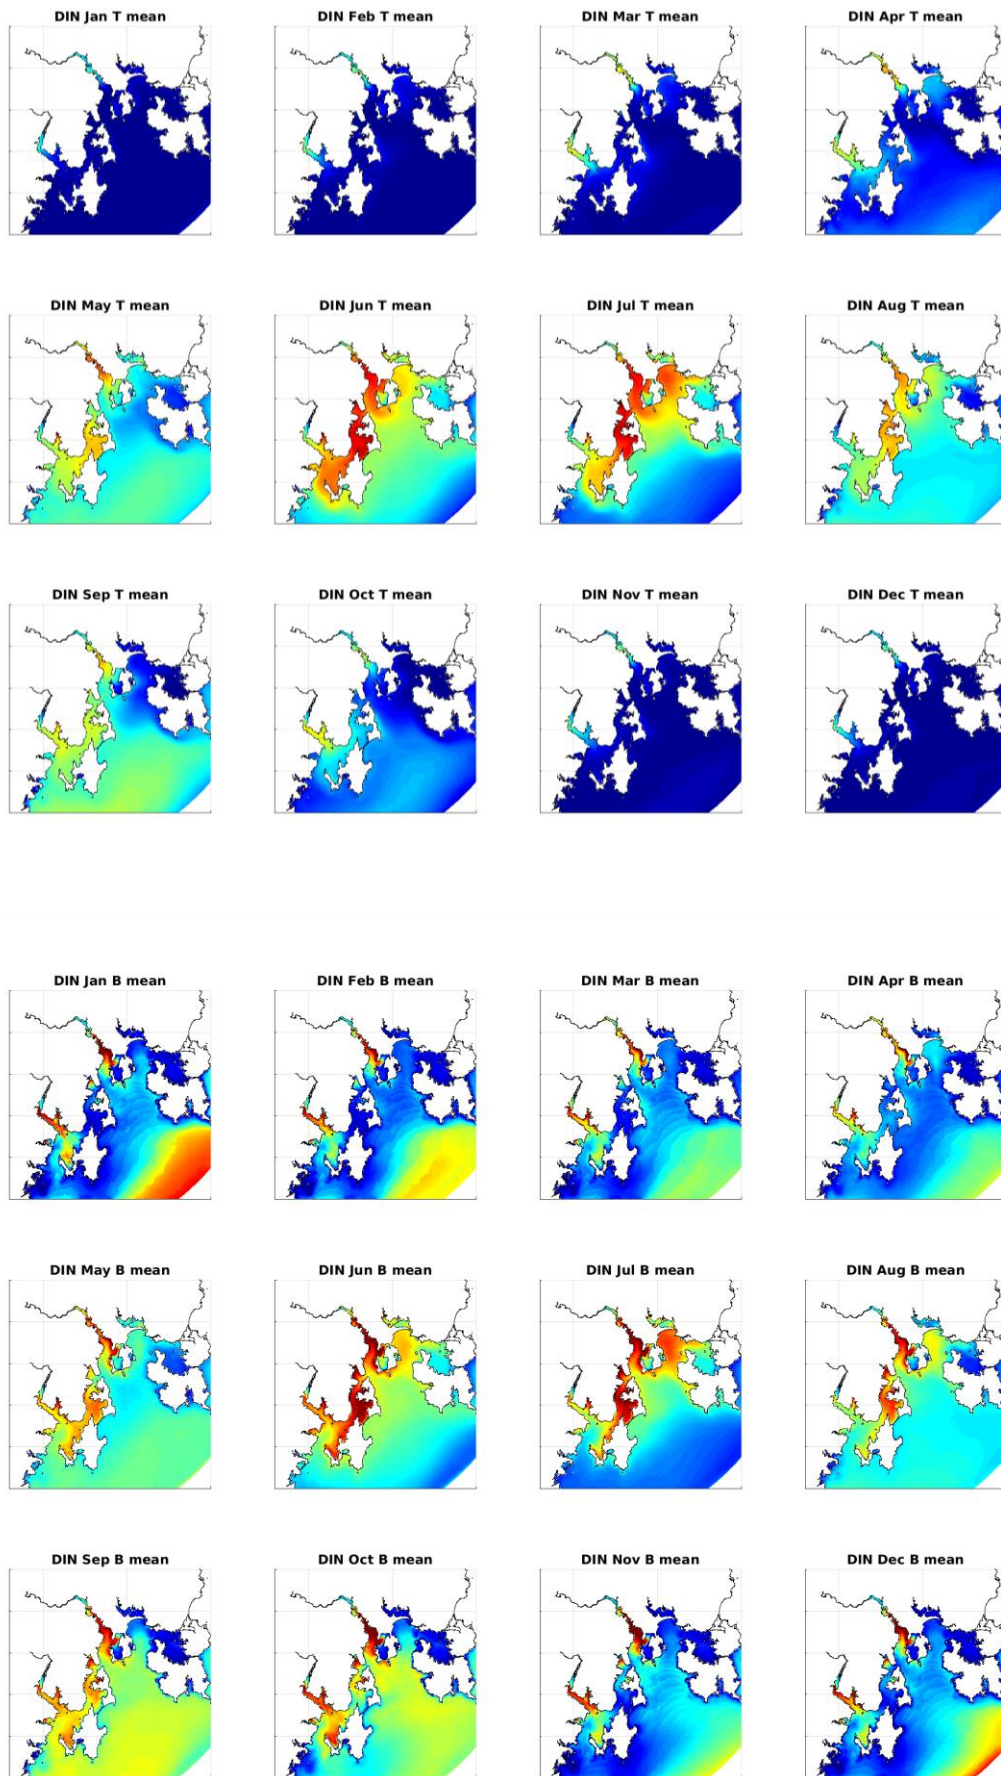 DIN Jan T mean DIN Feb T mean DIN Mar T mean DIN Apr T mean
DIN May T mean DIN Jun T mean DIN Jul T mean DIN Aug T mean
DIN Sep T mean DIN Oct T mean DIN Nov T mean DIN Dec T mean
DIN Jan B mean DIN Feb B mean DIN Mar B mean DIN Apr B mean
DIN May B mean DIN Jun B mean DIN Jul B mean DIN Aug B mean
DIN Sep B mean DIN Oct B mean DIN Nov B mean DIN Dec B mean